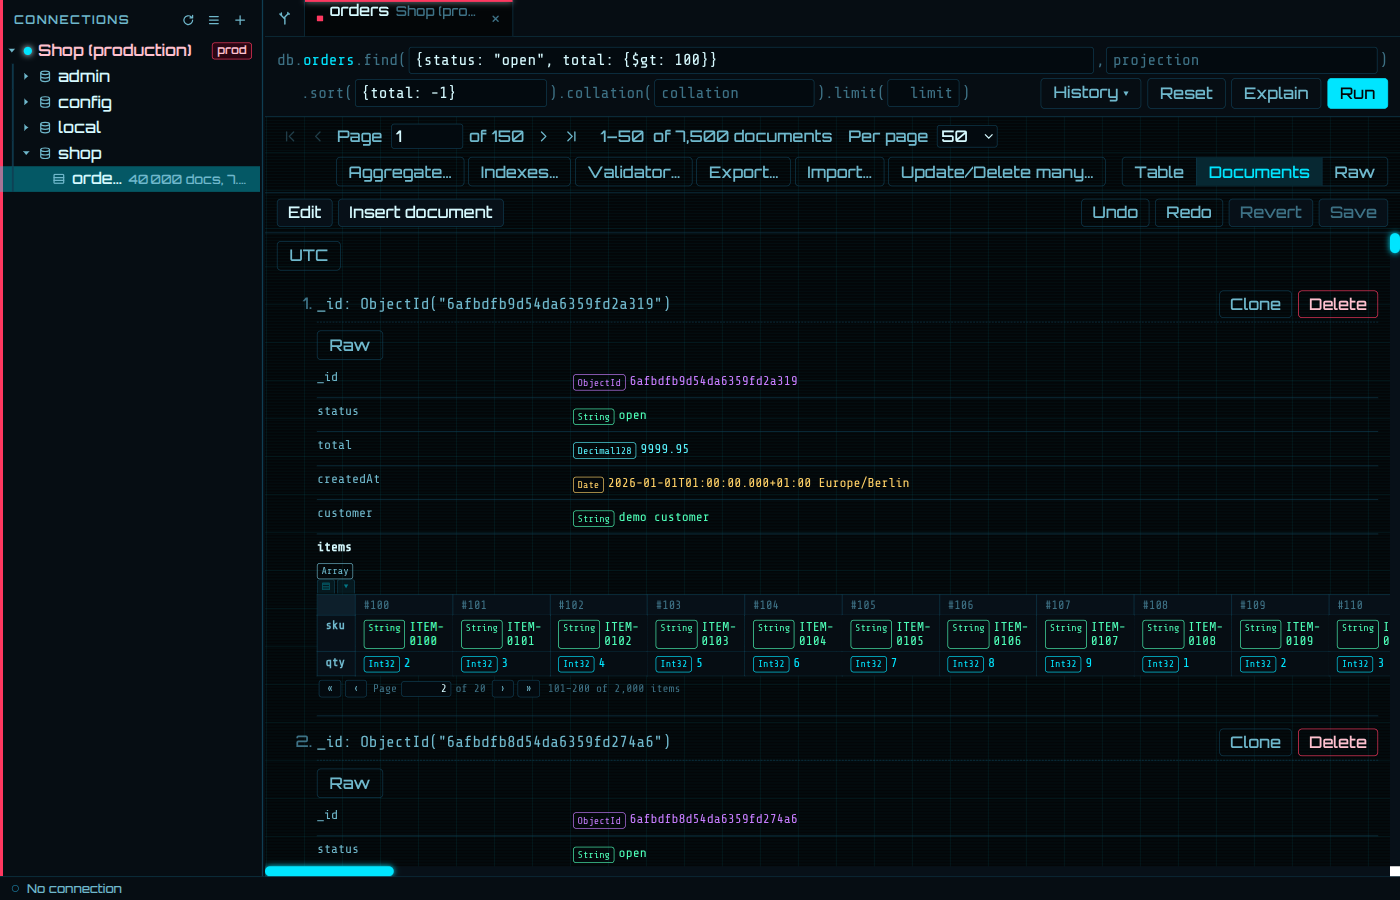 CONNECTIONS
Shop (production) prod
admin
config
local
shop
orde... 40 000 docs, 7....
orders Shop (pro... ×
db.orders.find( {status: "open", total: {$gt: 100}} , projection )
.sort( {total: -1} ).collation( collation ).limit( limit )
History ▾ Reset Explain Run
Page 1 of 150 1–50 of 7,500 documents Per page 50
Aggregate... Indexes... Validator... Export... Import... Update/Delete many... Table Documents Raw
Edit Insert document Undo Redo Revert Save
UTC
1. _id: ObjectId("6afbdfb9d54da6359fd2a319") Clone Delete
Raw
_id ObjectId 6afbdfb9d54da6359fd2a319
status String open
total Decimal128 9999.95
createdAt Date 2026-01-01T01:00:00.000+01:00 Europe/Berlin
customer String demo customer
items
Array
#100 #101 #102 #103 #104 #105 #106 #107 #108 #109 #110
sku String ITEM-0100 String ITEM-0101 String ITEM-0102 String ITEM-0103 String ITEM-0104 String ITEM-0105 String ITEM-0106 String ITEM-0107 String ITEM-0108 String ITEM-0109 String
qty Int32 2 Int32 3 Int32 4 Int32 5 Int32 6 Int32 7 Int32 8 Int32 9 Int32 1 Int32 2 Int32 3
« ‹ Page 2 of 20 › » 101–200 of 2,000 items
2. _id: ObjectId("6afbdfb8d54da6359fd274a6") Clone Delete
Raw
_id ObjectId 6afbdfb8d54da6359fd274a6
status String open
No connection